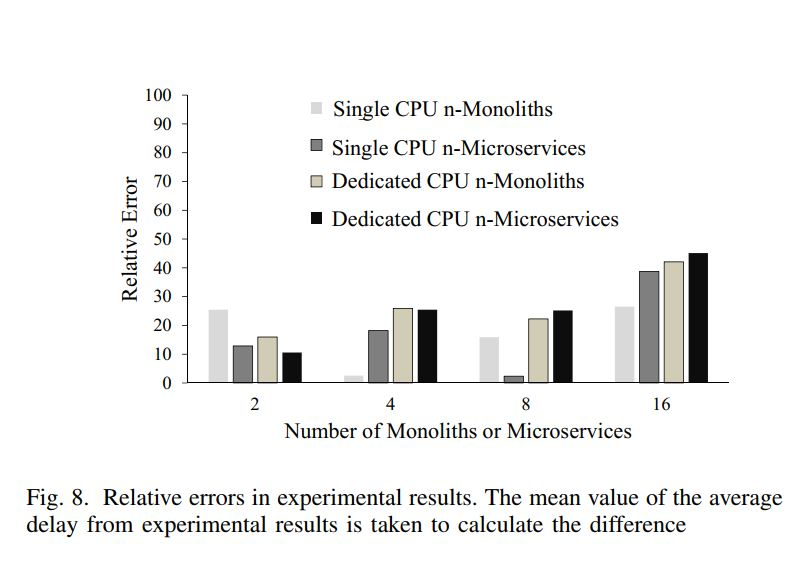 100
90
80
70
60
50
40
30
20
10
0
Relative Error
Single CPU n-Monoliths
Single CPU n-Microservices
Dedicated CPU n-Monoliths
Dedicated CPU n-Microservices
2 4 8 16
Number of Monoliths or Microservices
Fig. 8. Relative errors in experimental results. The mean value of the average
delay from experimental results is taken to calculate the difference